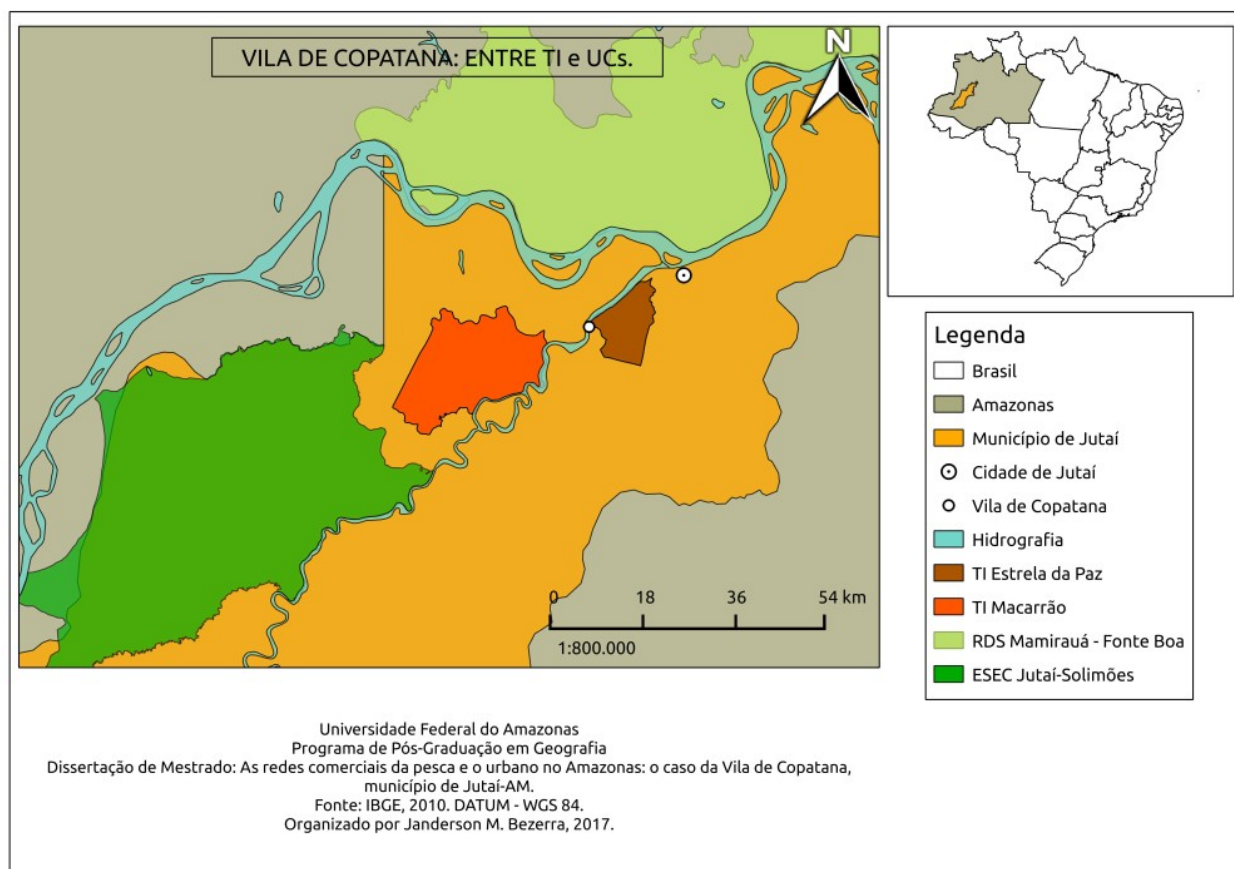 VILA DE COPATANA: ENTRE TI e UCs.
N
0 18 36 54 km
1:800.000
Legenda
Brasil
Amazonas
Município de Jutaí
Cidade de Jutaí
Vila de Copatana
Hidrografia
TI Estrela da Paz
TI Macarrão
RDS Mamirauá - Fonte Boa
ESEC Jutaí-Solimões
Universidade Federal do Amazonas
Programa de Pós-Graduação em Geografia
Dissertação de Mestrado: As redes comerciais da pesca e o urbano no Amazonas: o caso da Vila de Copatana,
município de Jutaí-AM.
Fonte: IBGE, 2010. DATUM - WGS 84.
Organizado por Janderson M. Bezerra, 2017.